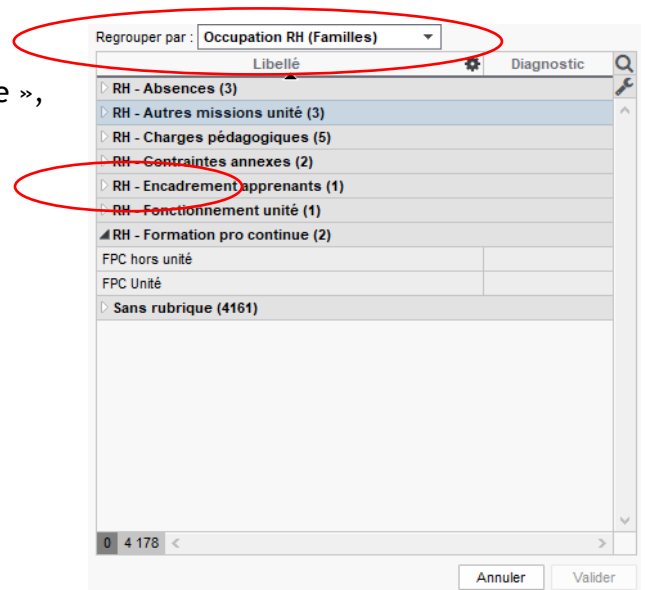 Regrouper par : Occupation RH (Familles)
e »,
Libellé Diagnostic
RH - Absences (3)
RH - Autres missions unité (3)
RH - Charges pédagogiques (5)
RH - Contraintes annexes (2)
RH - Encadrement apprenants (1)
RH - Fonctionnement unité (1)
RH - Formation pro continue (2)
FPC hors unité
FPC Unité
Sans rubrique (4161)
0 4 178
Annuler Valider